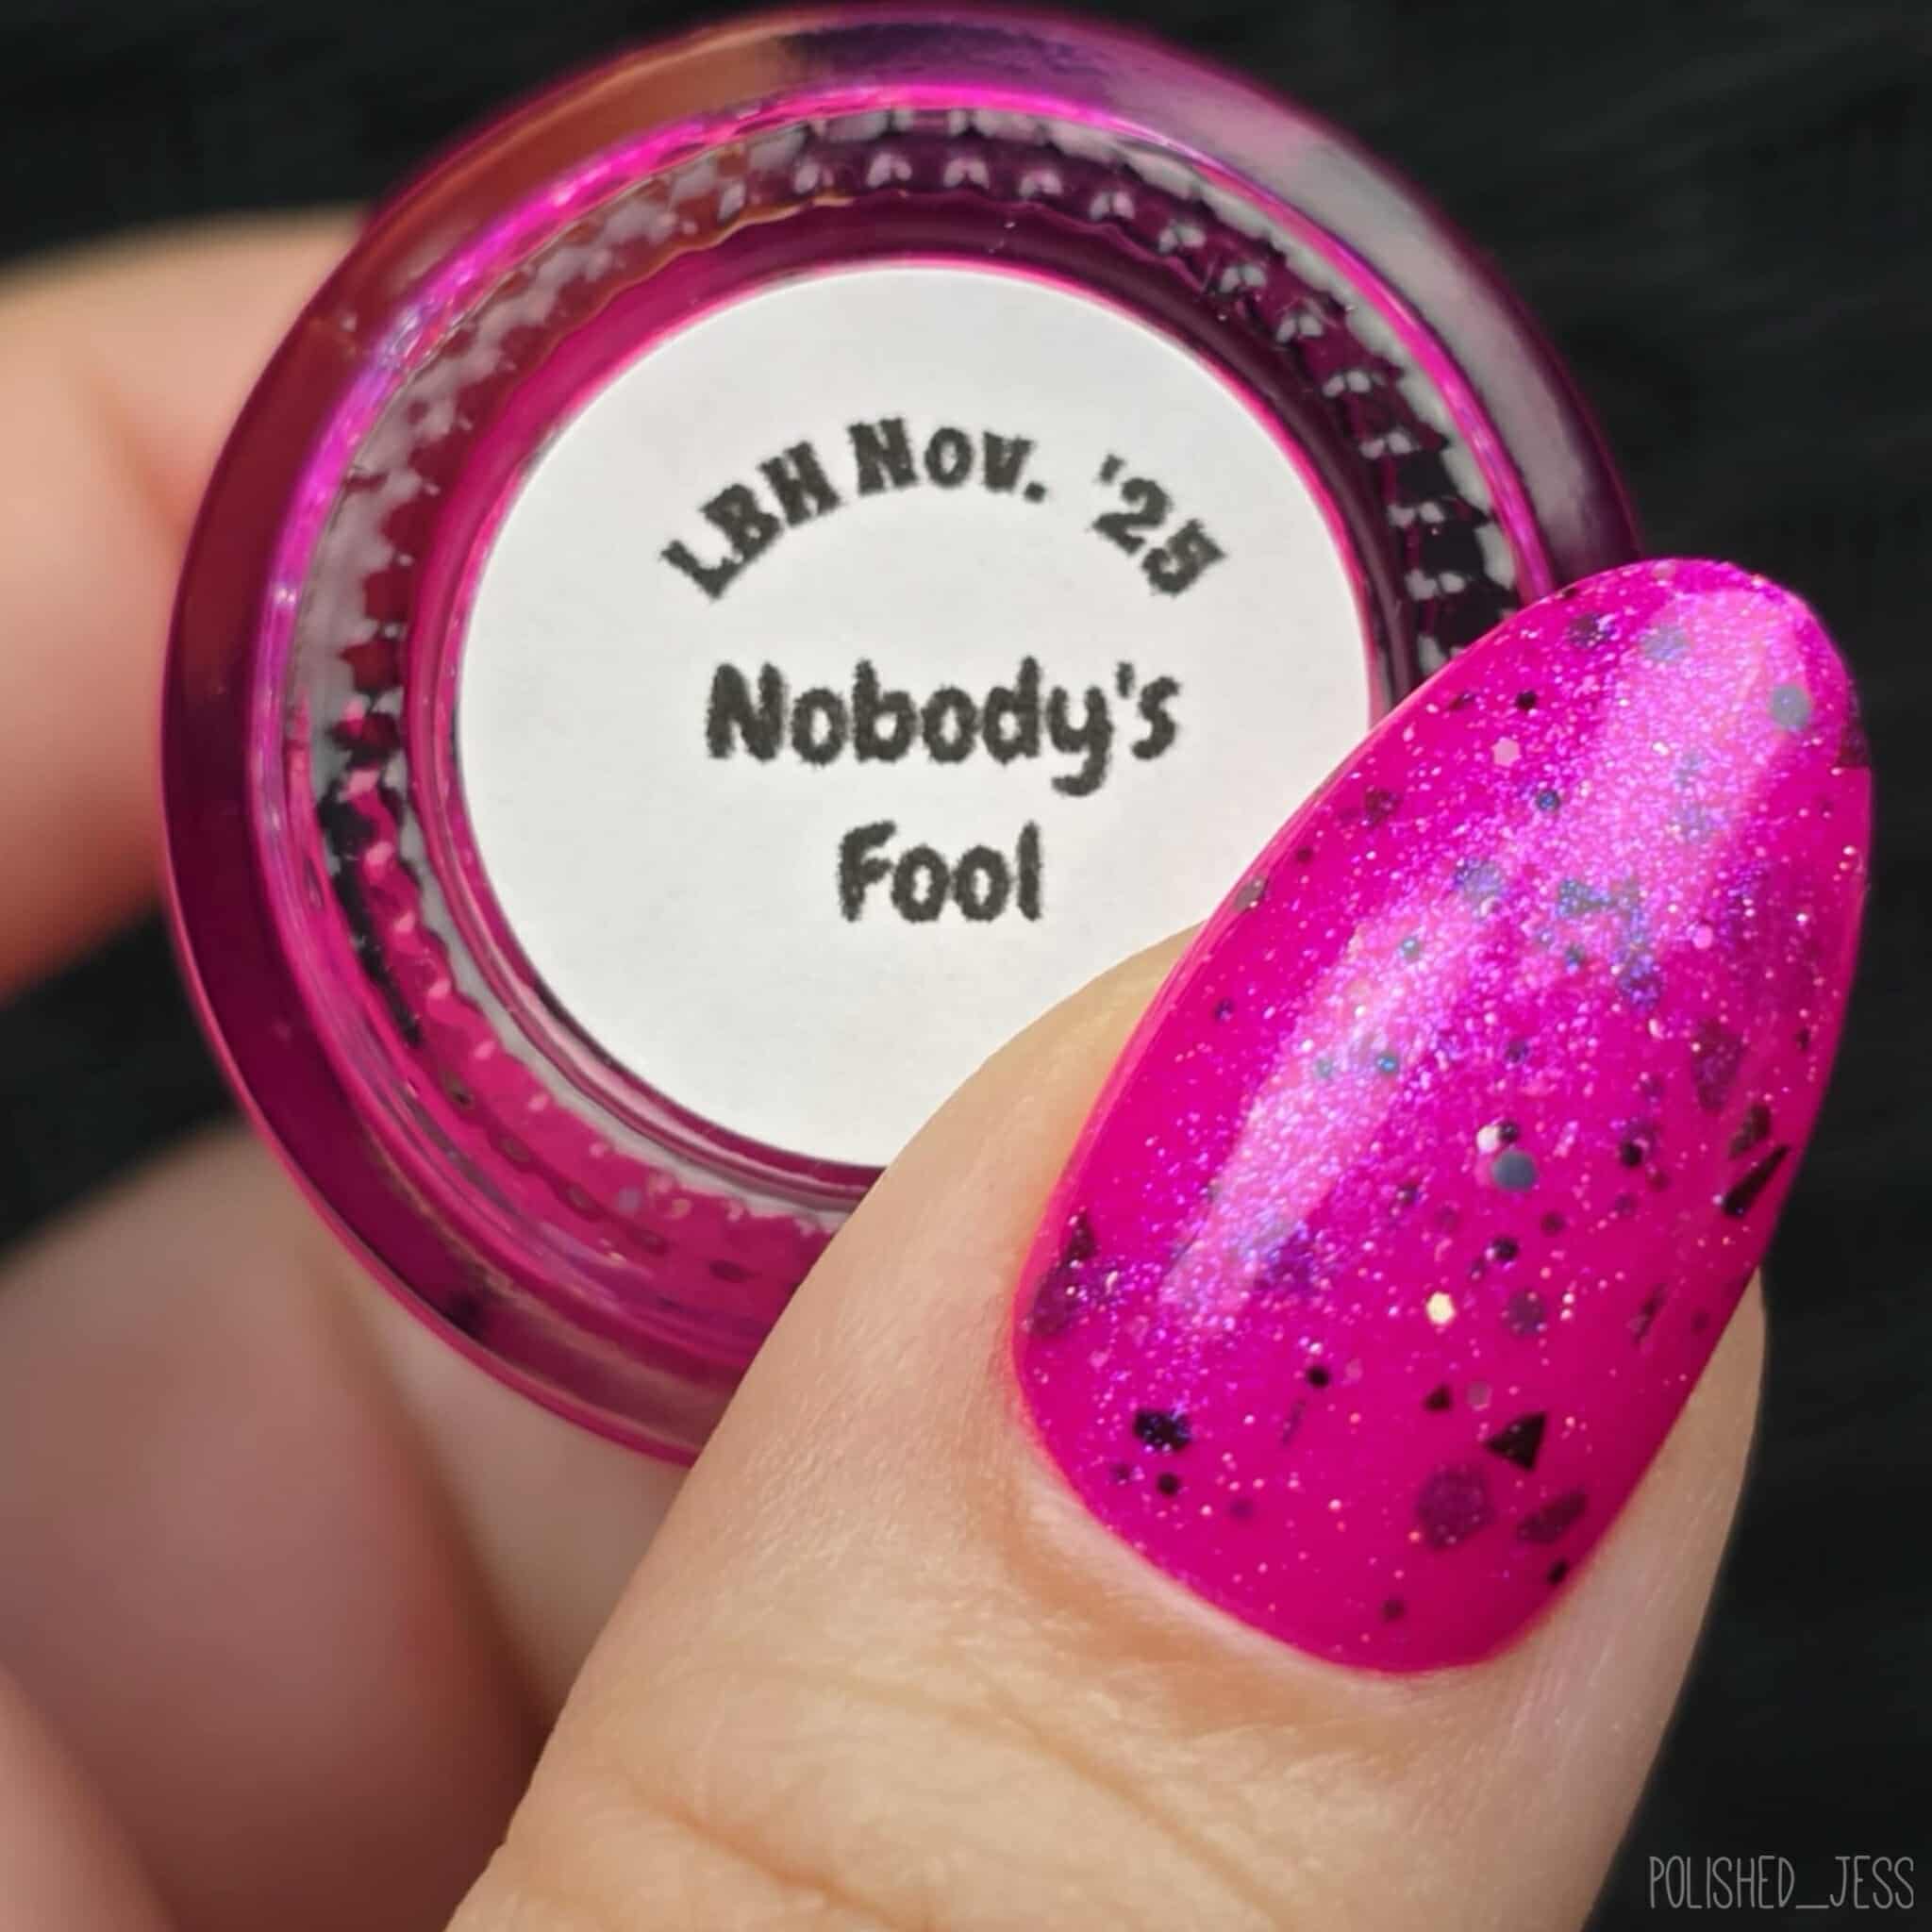 LBH Nov. '25
Nobody's
Fool
POLISHED_JESS